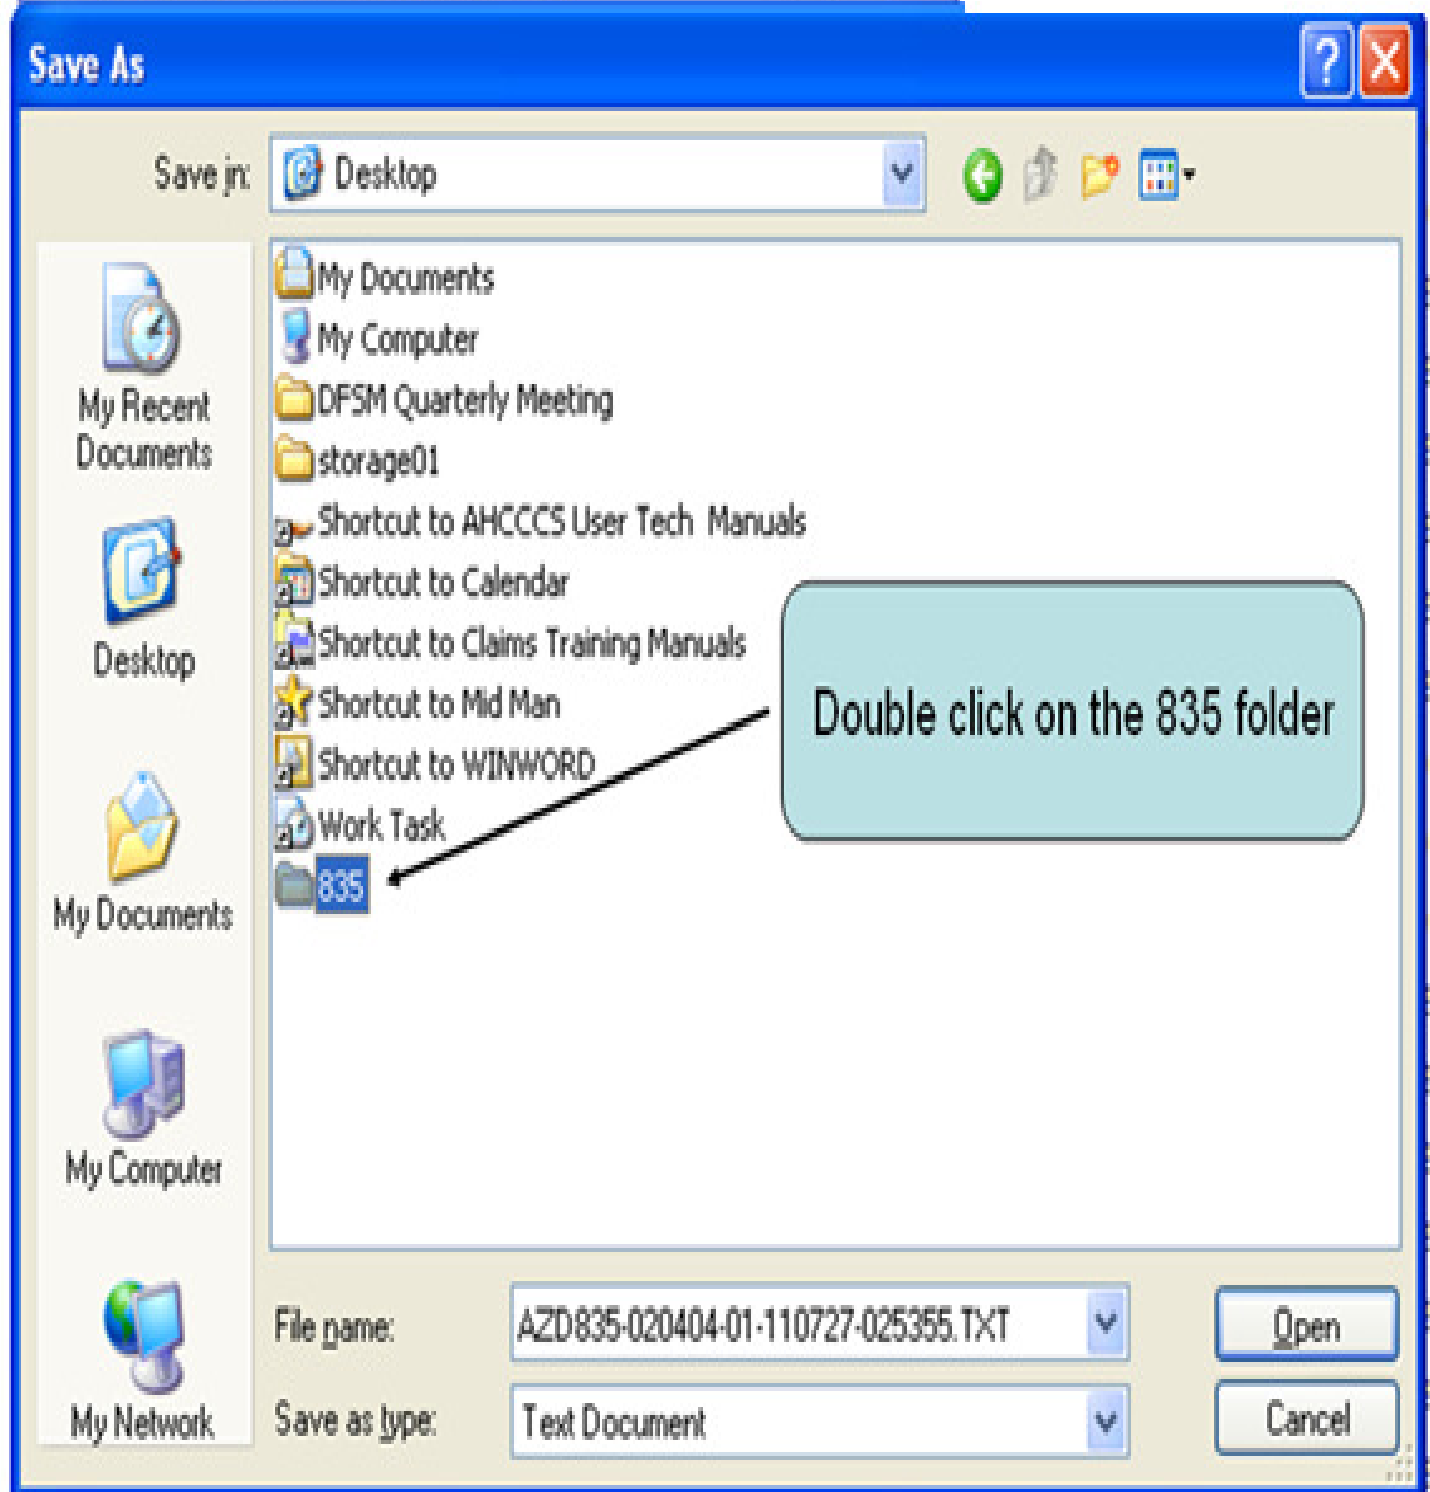 Save As
Save in:
Desktop
My Recent
Documents
Desktop
My Documents
My Computer
My Network
My Documents
My Computer
DFSM Quarterly Meeting
storage01
Shortcut to AHCCCS User Tech Manuals
Shortcut to Calendar
Shortcut to Claims Training Manuals
Shortcut to Mid Man
Shortcut to WINWORD
Work Task
835
Double click on the 835 folder
File name:
AZD835-020404-01-110727-025355.TXT
Open
Save as type:
Text Document
Cancel